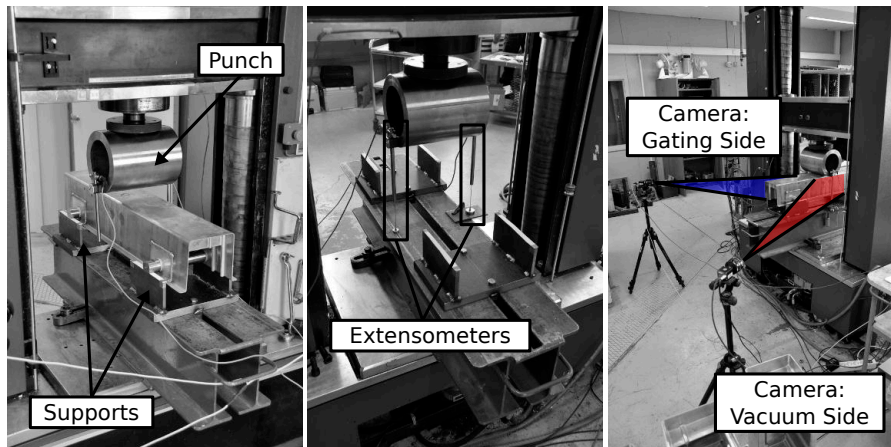 Punch
Supports
Extensometers
Camera:
Gating Side
Camera:
Vacuum Side